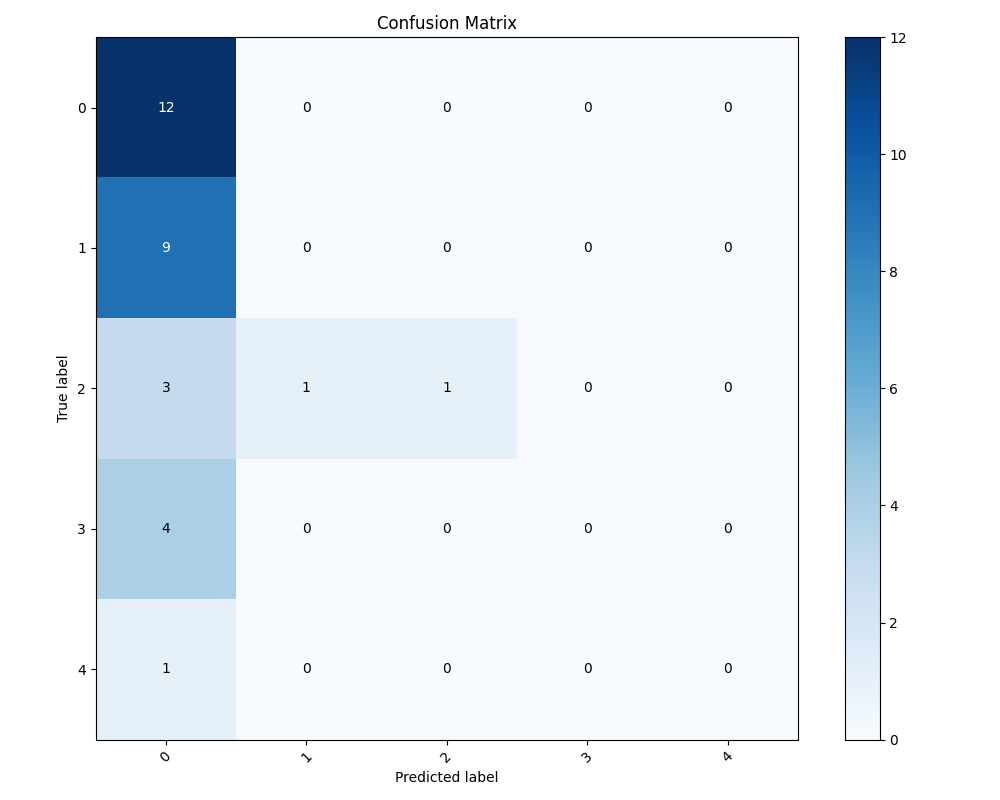 Confusion Matrix
0 12 0 0 0 0
1 9 0 0 0 0
2 3 1 1 0 0
3 4 0 0 0 0
4 1 0 0 0 0
True label
0 1 2 3 4
Predicted label
12
10
8
6
4
2
0